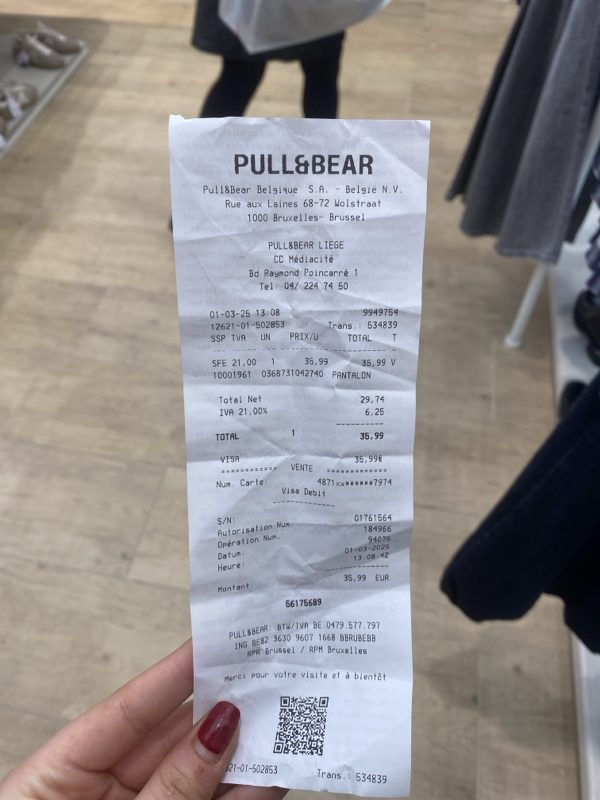 PULL&BEAR
Pull&Bear Belgique S.A. - België N.V.
Rue aux Laines 68-72 Wolstraat
1000 Bruxelles- Brussel
PULL&BEAR LIEGE
CC Médiacité
Bd Raymond Poincarré 1
Tel: 04/ 224 74 50
01-03-25 13:08 9949754
12621-01-502853 Trans.: 534839
SSP TVA UN PRIX/U TOTAL T
SFE 21,00 1 35,99 35,99 V
10001961 0368731042740 PANTALON
Total Net 29,74
IVA 21.00% 6,25
TOTAL 1 35.99
VISA 35,99€
=========== VENTE ============
Num. Carte: 4871xx******7974
Visa Debit
S/N: 01761564
Autorisation Num: 184966
Opération Num.: 94075
Datum: 01-03-2025
Heure: 13:08:42
Montant: 35,99 EUR
56175689
PULL&BEAR: BTW/TVA BE 0479.577.797
ING BE82 3630 9607 1668 BBRUBEBB
RPR Brussel / RPM Bruxelles
Merci pour votre visite et à bientôt
621-01-502853 Trans.: 534839